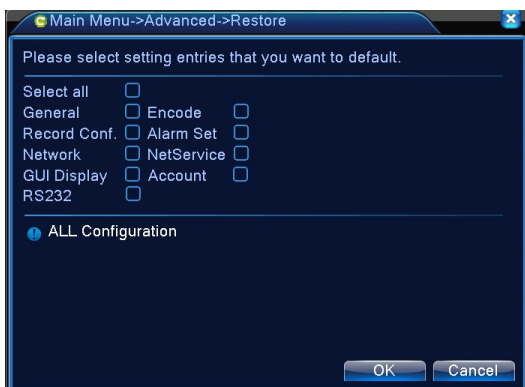 Main Menu->Advanced->Restore
Please select setting entries that you want to default.
Select all
General Encode
Record Conf. Alarm Set
Network NetService
GUI Display Account
RS232
ALL Configuration
OK Cancel